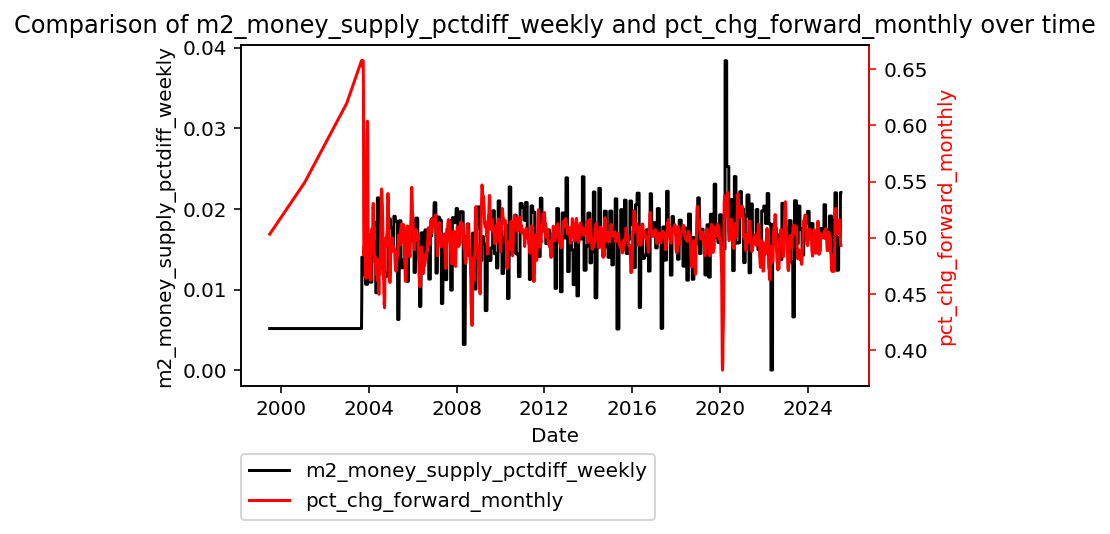 Comparison of m2_money_supply_pctdiff_weekly and pct_chg_forward_monthly over time
m2_money_supply_pctdiff_weekly
0.04
0.03
0.02
0.01
0.00
0.65
0.60
0.55
0.50
0.45
0.40
pct_chg_forward_monthly
2000 2004 2008 2012 2016 2020 2024
Date
m2_money_supply_pctdiff_weekly
pct_chg_forward_monthly